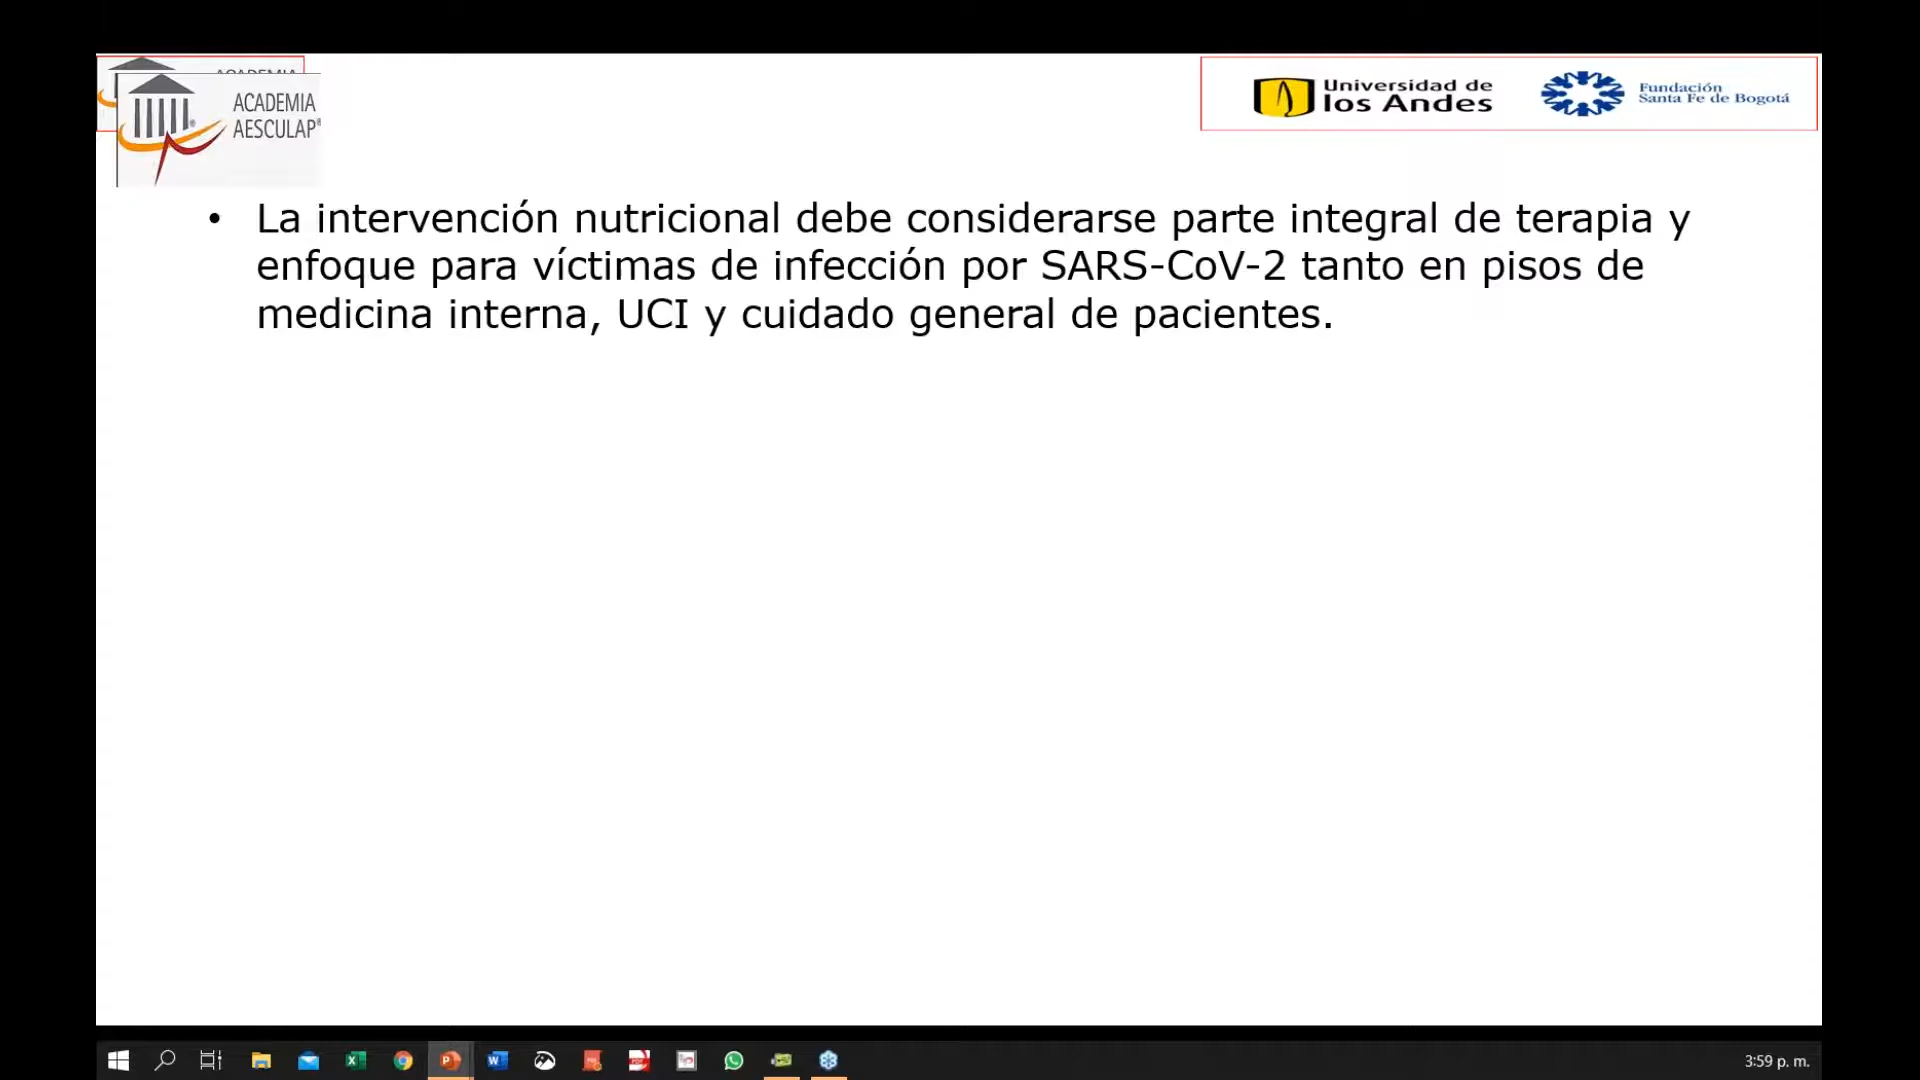 ACADEMIA
ACADEMIA
AESCULAP®
Universidad de
los Andes
Fundación
Santa Fe de Bogotá
• La intervención nutricional debe considerarse parte integral de terapia y
enfoque para víctimas de infección por SARS-CoV-2 tanto en pisos de
medicina interna, UCI y cuidado general de pacientes.
3:59 p. m.